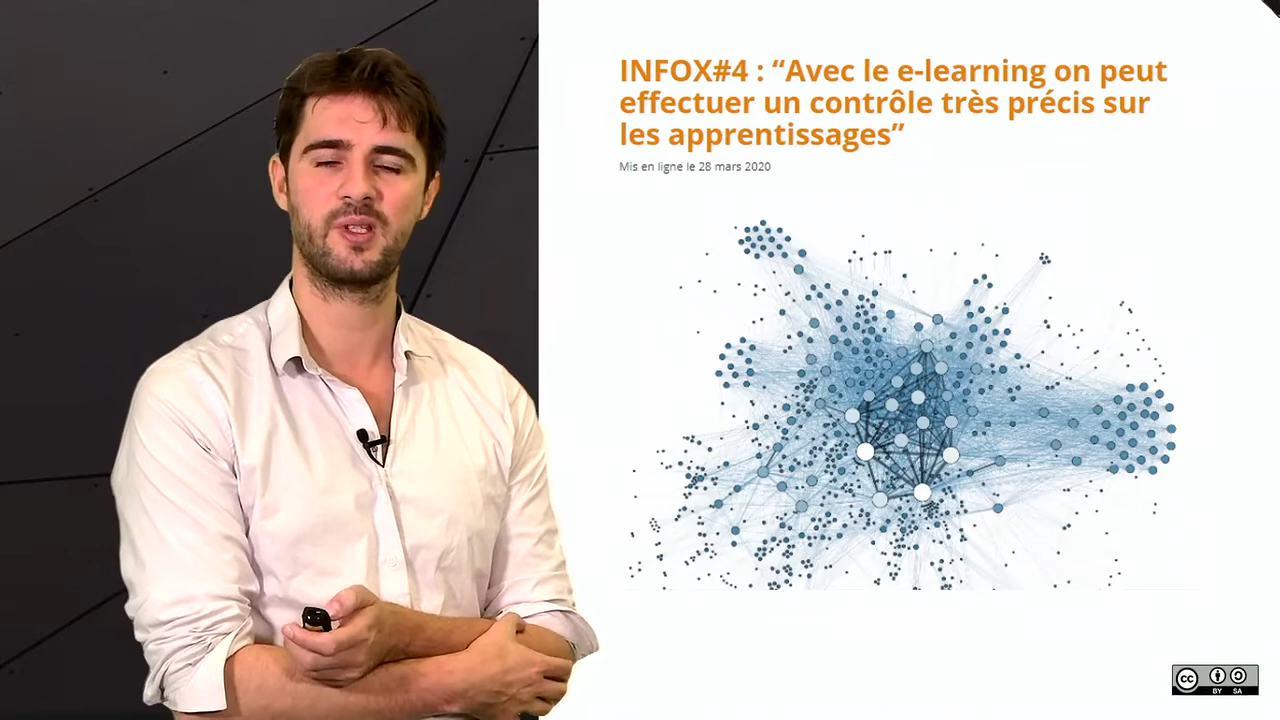 INFOX#4 : “Avec le e-learning on peut
effectuer un contrôle très précis sur
les apprentissages”
Mis en ligne le 28 mars 2020
cc
BY SA